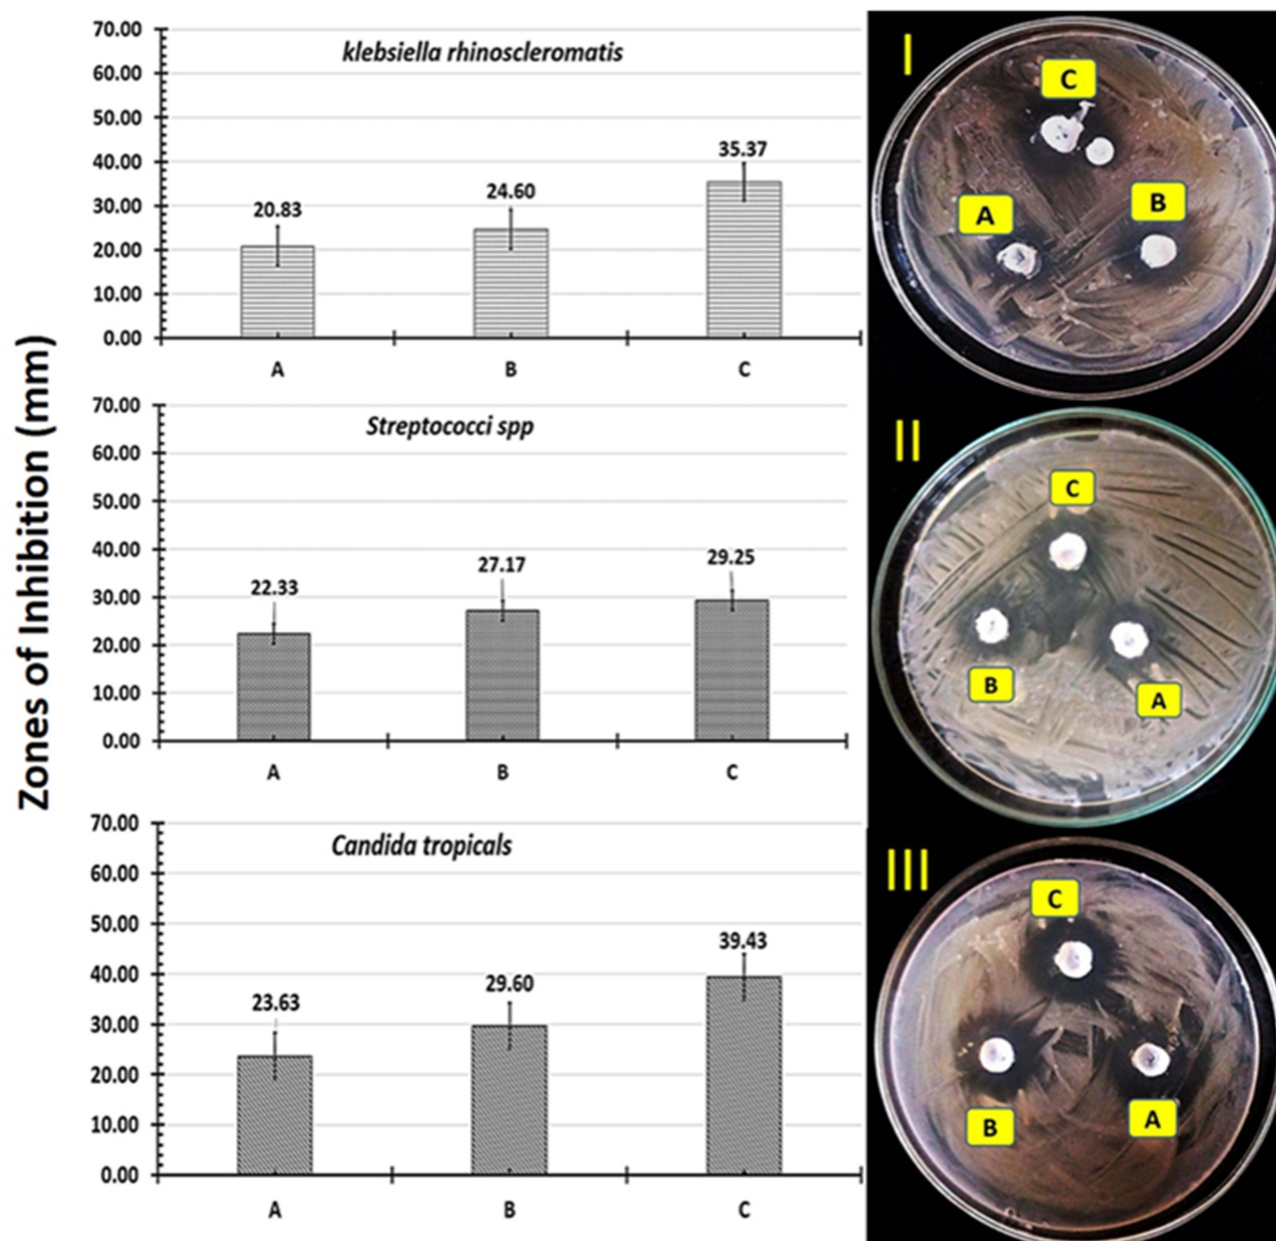 Zones of Inhibition (mm)
klebsiella rhinoscleromatis
70.00
60.00
50.00
40.00
30.00
20.00
10.00
0.00
20.83
24.60
35.37
A B C
I
C
A
B
Streptococci spp
70.00
60.00
50.00
40.00
30.00
20.00
10.00
0.00
22.33
27.17
29.25
A B C
II
C
B
A
Candida tropicals
70.00
60.00
50.00
40.00
30.00
20.00
10.00
0.00
23.63
29.60
39.43
A B C
III
C
B
A